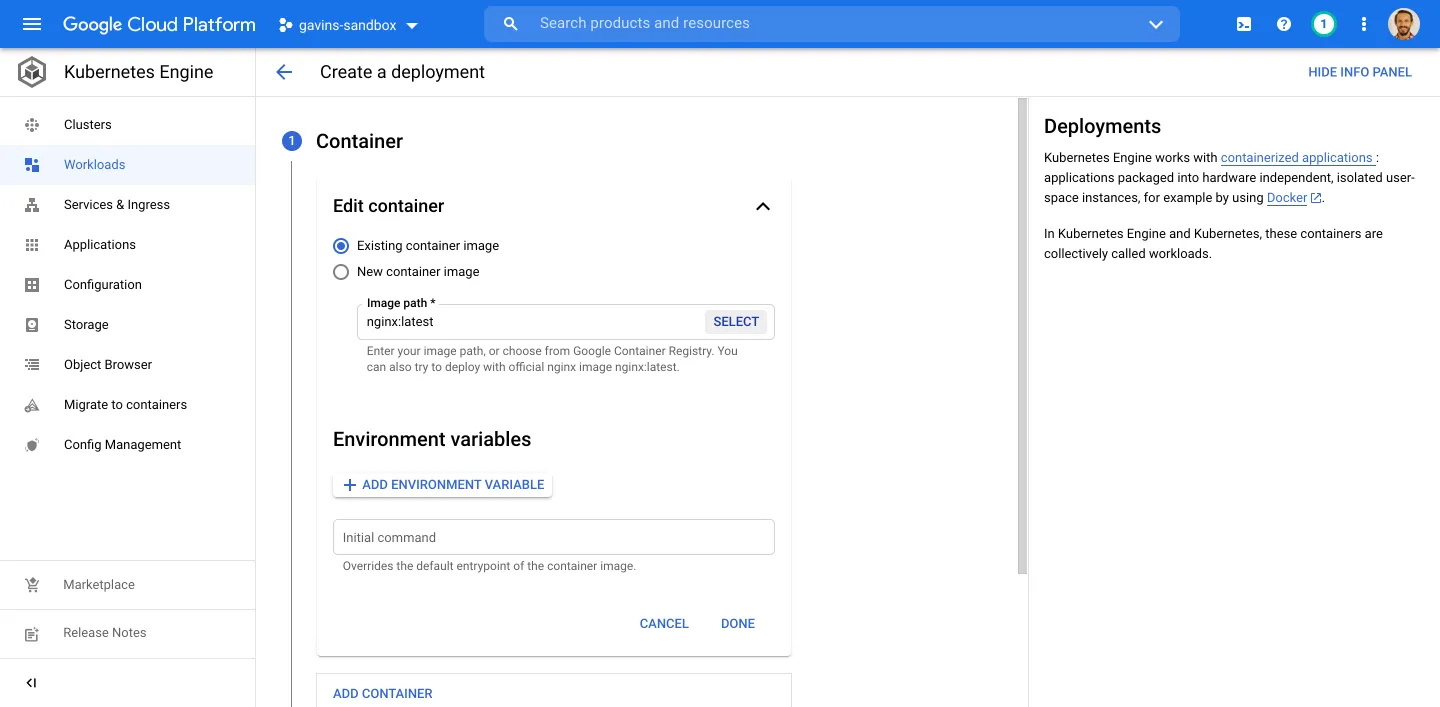 Google Cloud Platform
gavins-sandbox
Search products and resources
1
Kubernetes Engine
Create a deployment
HIDE INFO PANEL
Clusters
Workloads
Services & Ingress
Applications
Configuration
Storage
Object Browser
Migrate to containers
Config Management
Marketplace
Release Notes
1
Container
Edit container
Existing container image
New container image
Image path *
nginx:latest
SELECT
Enter your image path, or choose from Google Container Registry. You
can also try to deploy with official nginx image nginx:latest.
Environment variables
ADD ENVIRONMENT VARIABLE
Initial command
Overrides the default entrypoint of the container image.
CANCEL
DONE
ADD CONTAINER
Deployments
Kubernetes Engine works with containerized applications :
applications packaged into hardware independent, isolated user-
space instances, for example by using Docker.
In Kubernetes Engine and Kubernetes, these containers are
collectively called workloads.